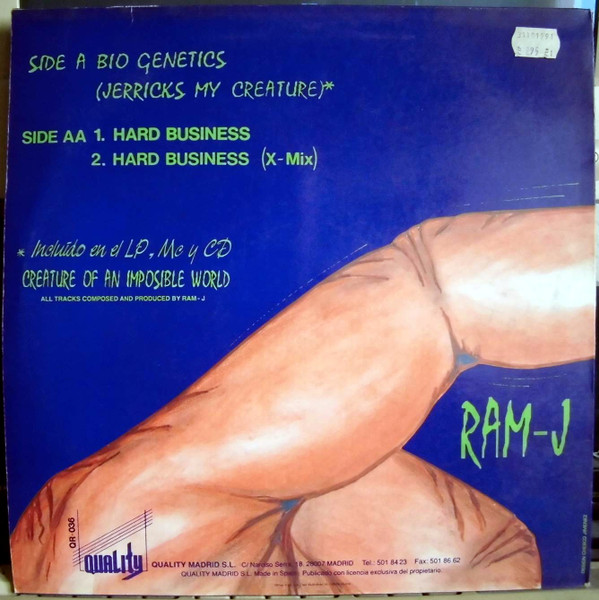 SIDE A BIO GENETICS
(JERRICKS MY CREATURE)*
SIDE AA 1. HARD BUSINESS
2. HARD BUSINESS (X-Mix)
* Incluído en el LP, Mc y CD
CREATURE OF AN IMPOSIBLE WORLD
ALL TRACKS COMPOSED AND PRODUCED BY RAM-J
RAM-J
QR-036
QUALITY
QUALITY MADRID S.L. C/ Narciso Serra, 18. 28007 MADRID Tel.: 501 84 23 Fax: 501 86 62
QUALITY MADRID S.L. Made in Spain - Publicado con licencia exclusiva del propietario.